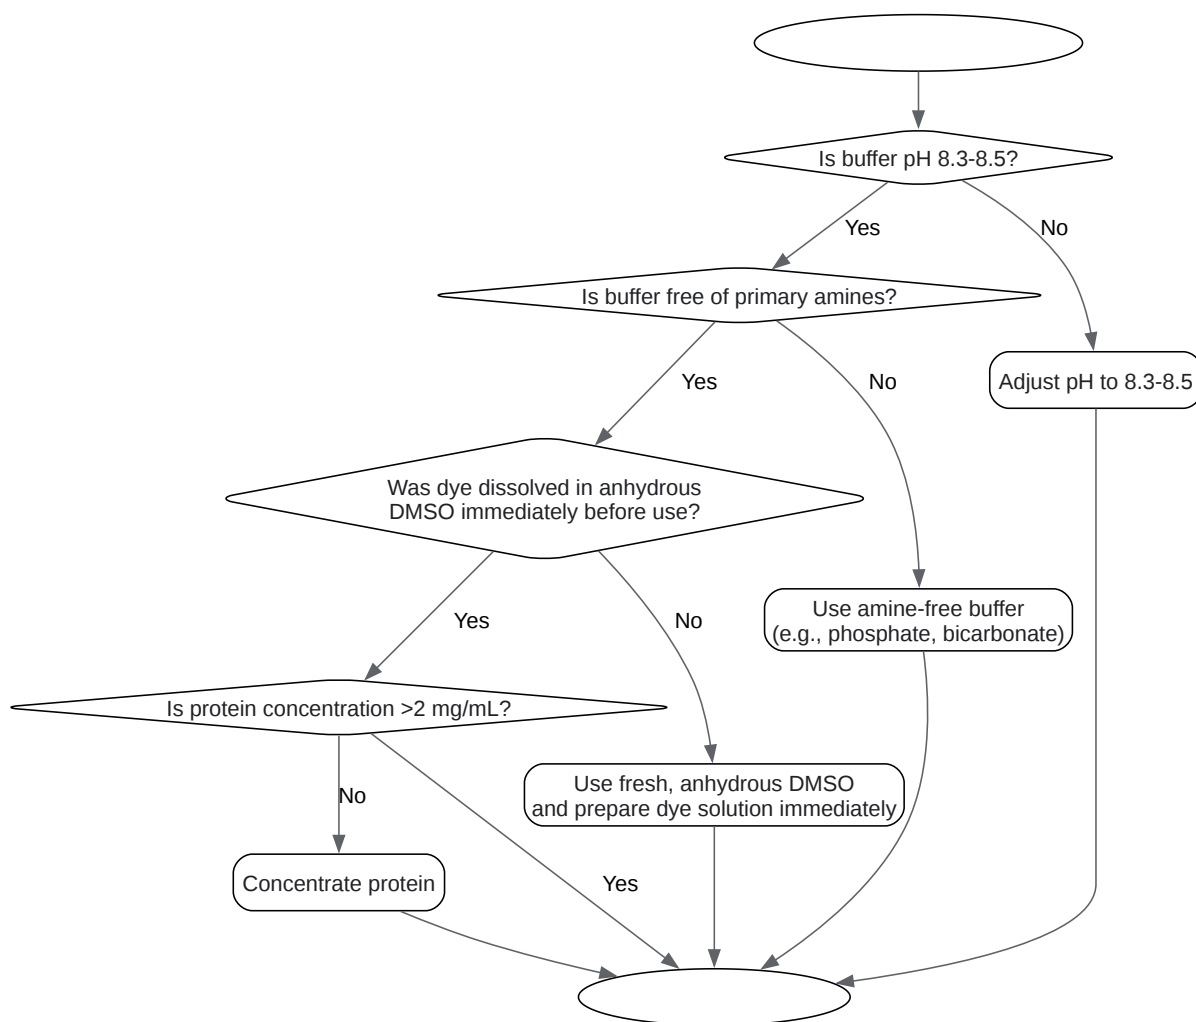 Is buffer pH 8.3-8.5?
Yes
No
Is buffer free of primary amines?
Yes
No
Adjust pH to 8.3-8.5
Was dye dissolved in anhydrous
DMSO immediately before use?
Yes
No
Use amine-free buffer
(e.g., phosphate, bicarbonate)
Is protein concentration >2 mg/mL?
No
Yes
Use fresh, anhydrous DMSO
and prepare dye solution immediately
Concentrate protein